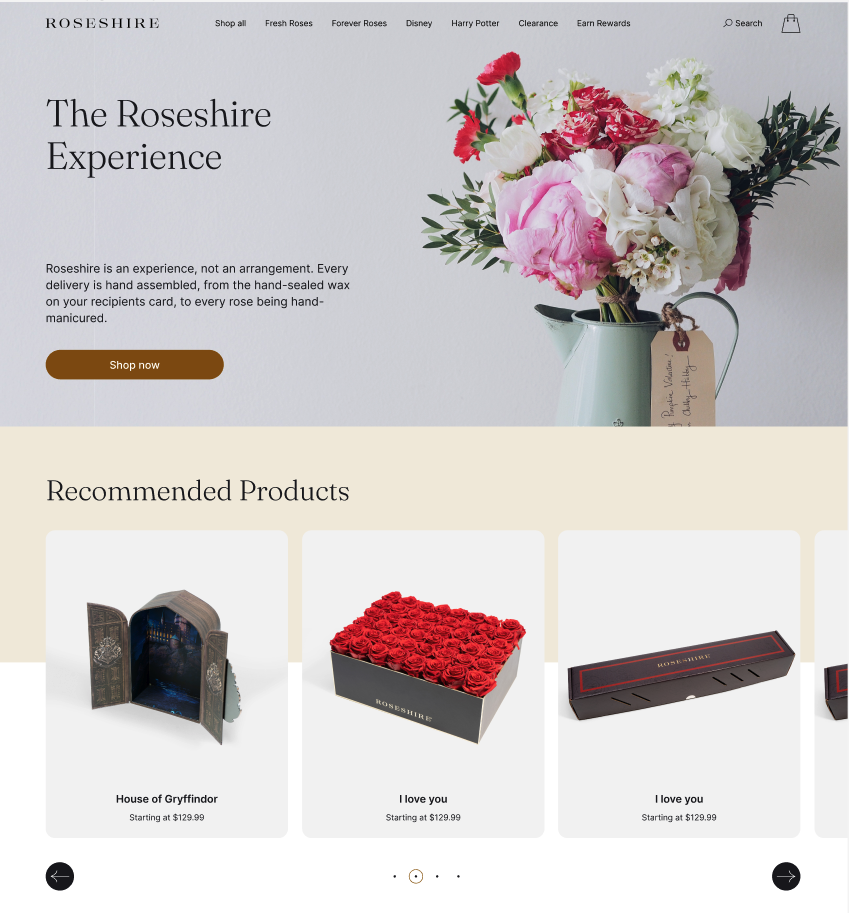 ROSESHIRE
Shop all
Fresh Roses
Forever Roses
Disney
Harry Potter
Clearance
Earn Rewards
Search
The Roseshire
Experience
Roseshire is an experience, not an arrangement. Every
delivery is hand assembled, from the hand-sealed wax
on your recipients card, to every rose being hand-
manicured.
Shop now
Recommended Products
ROSESHIRE
ROSESHIRE
House of Gryffindor
Starting at $129.99
I love you
Starting at $129.99
I love you
Starting at $129.99